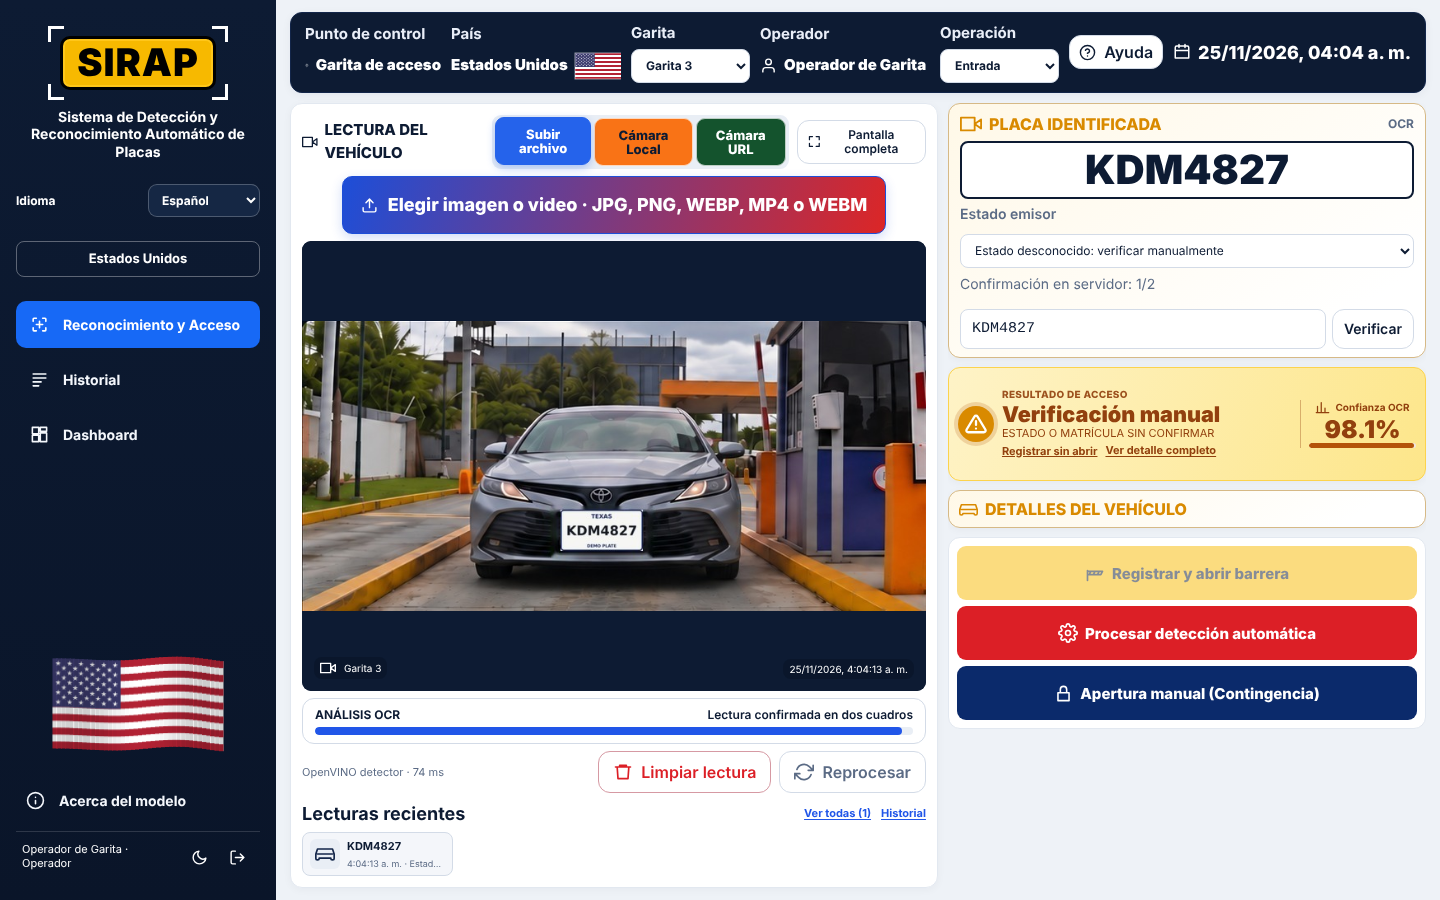 SIRAP
Sistema de Detección y
Reconocimiento Automático de
Placas
Idioma
Español
Estados Unidos
Reconocimiento y Acceso
Historial
Dashboard
Acerca del modelo
Operador de Garita ·
Operador
Punto de control
Garita de acceso
País
Estados Unidos
Garita
Garita 3
Operador
Operador de Garita
Operación
Entrada
Ayuda
25/11/2026, 04:04 a. m.
LECTURA DEL
VEHÍCULO
Subir
archivo
Cámara
Local
Cámara
URL
Pantalla
completa
Elegir imagen o video · JPG, PNG, WEBP, MP4 o WEBM
TEXAS
KDM4827
DEMO PLATE
Garita 3
25/11/2026, 4:04:13 a. m.
ANÁLISIS OCR
Lectura confirmada en dos cuadros
OpenVINO detector · 74 ms
Limpiar lectura
Reprocesar
Lecturas recientes
Ver todas (1)
Historial
KDM4827
4:04:13 a. m. · Estad...
PLACA IDENTIFICADA
OCR
KDM4827
Estado emisor
Estado desconocido: verificar manualmente
Confirmación en servidor: 1/2
KDM4827
Verificar
RESULTADO DE ACCESO
Verificación manual
ESTADO O MATRÍCULA SIN CONFIRMAR
Registrar sin abrir
Ver detalle completo
Confianza OCR
98.1%
DETALLES DEL VEHÍCULO
Registrar y abrir barrera
Procesar detección automática
Apertura manual (Contingencia)